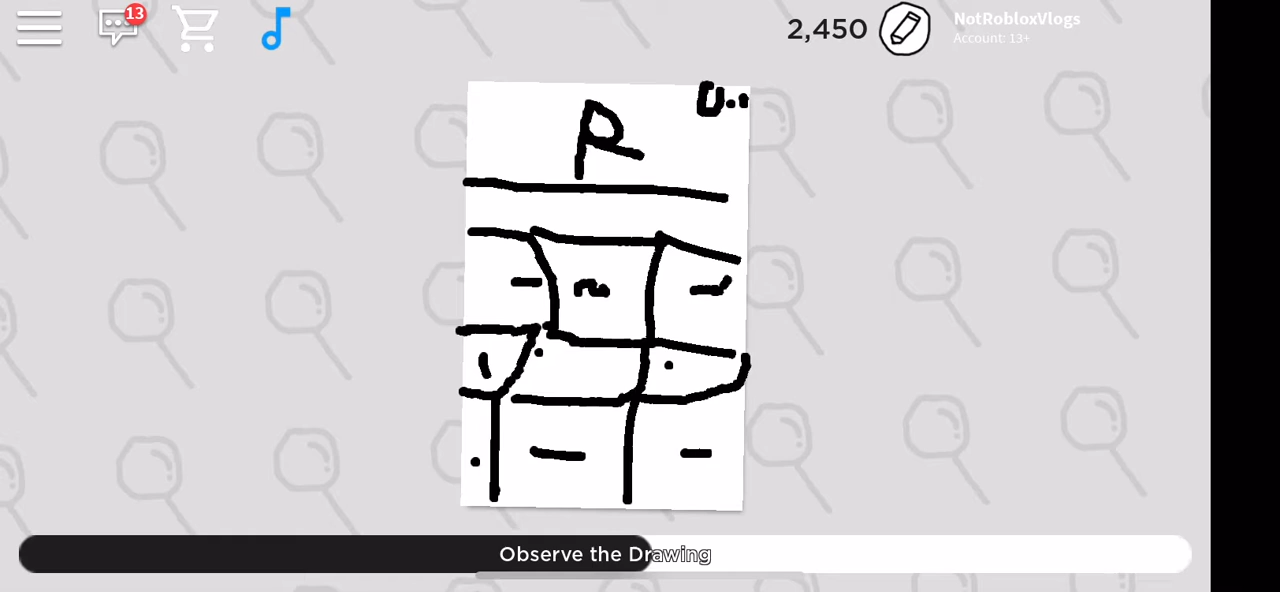 13
2,450
NotRobloxVlogs
Account: 13+
R
Observe the Drawing